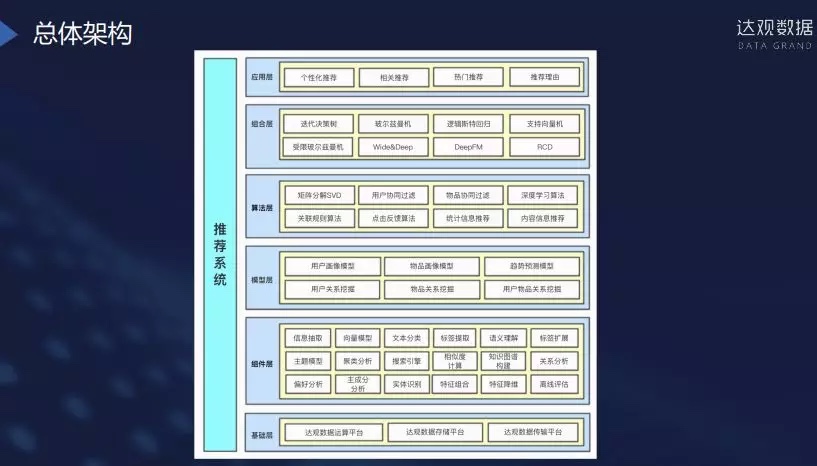 总体架构
达观数据
DATA GRAND
推荐系统
应用层
个性化推荐 相关推荐 热门推荐 推荐理由
组合层
迭代决策树 玻尔兹曼机 逻辑斯特回归 支持向量机
受限玻尔兹曼机 Wide&Deep DeepFM RCD
算法层
矩阵分解SVD 用户协同过滤 物品协同过滤 深度学习算法
关联规则算法 点击反馈算法 统计信息推荐 内容信息推荐
模型层
用户画像模型 物品画像模型 趋势预测模型
用户关系挖掘 物品关系挖掘 用户物品关系挖掘
组件层
信息抽取 向量模型 文本分类 标签提取 语义理解 标签扩展
主题模型 聚类分析 搜索引擎 相似度计算 知识图谱构建 关系分析
偏好分析 主成分分析 实体识别 特征组合 特征降维 离线评估
基础层
达观数据运算平台 达观数据存储平台 达观数据传输平台